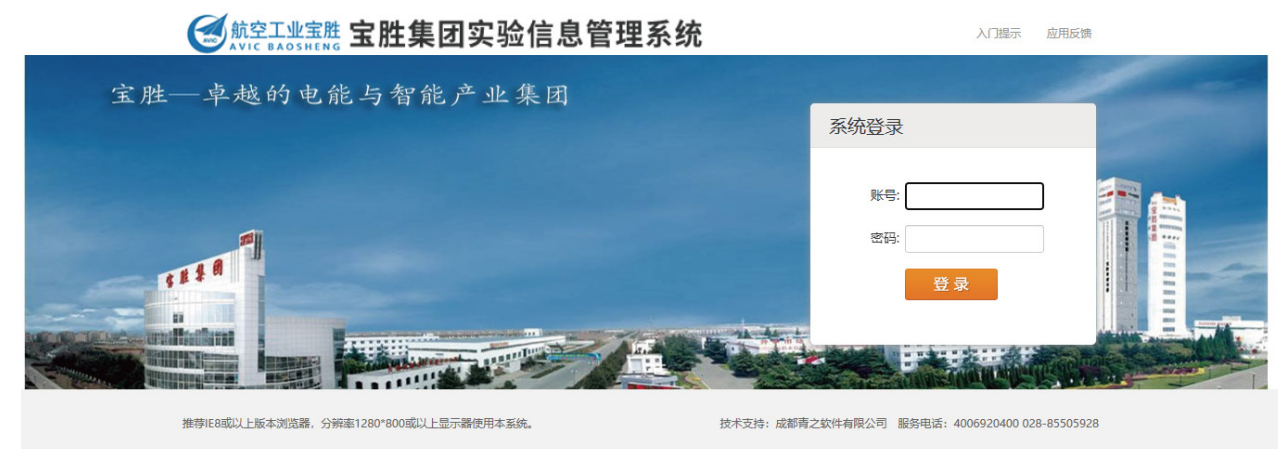 航空工业宝胜
AVIC BAOSHENG
宝胜集团实验信息管理系统
入门提示 应用反馈
宝胜—卓越的电能与智能产业集团
系统登录
账号:
密码:
登 录
宝胜集团
推荐IE8或以上版本浏览器，分辨率1280*800或以上显示器使用本系统。
技术支持：成都青之软件有限公司 服务电话：4006920400 028-85505928